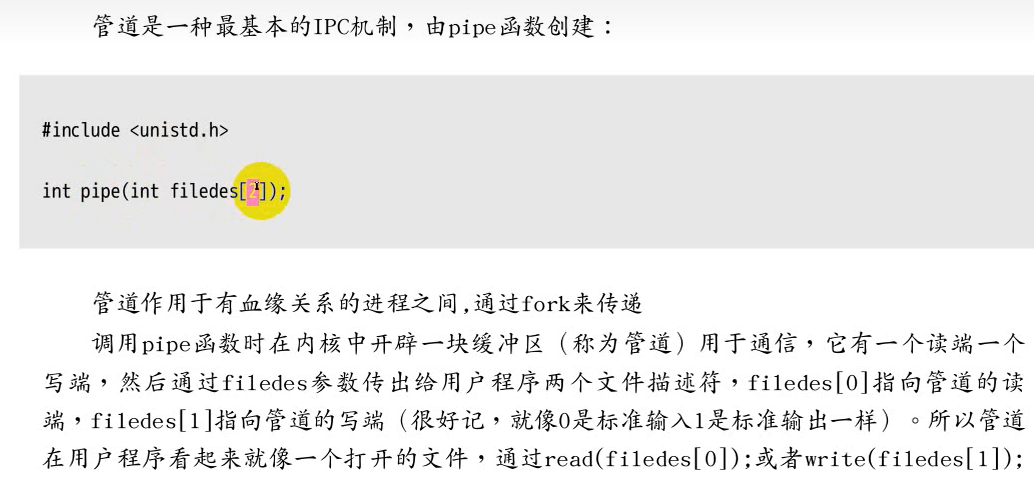 管道是一种最基本的IPC机制，由pipe函数创建：
#include <unistd.h>
int pipe(int filedes[2]);
管道作用于有血缘关系的进程之间,通过fork来传递
调用pipe函数时在内核中开辟一块缓冲区（称为管道）用于通信，它有一个读端一个
写端，然后通过filedes参数传出给用户程序两个文件描述符，filedes[0]指向管道的读
端，filedes[1]指向管道的写端（很好记，就像0是标准输入1是标准输出一样）。所以管道
在用户程序看起来就像一个打开的文件，通过read(filedes[0]);或者write(filedes[1]);